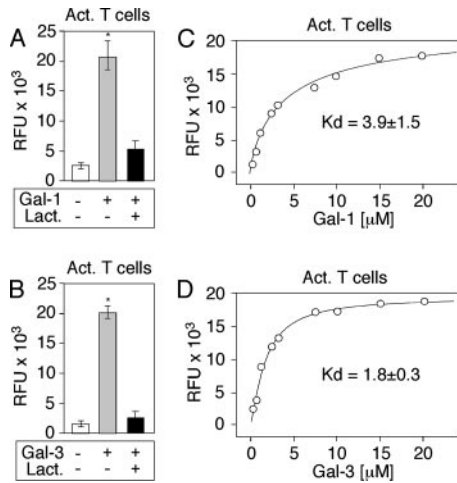 A
Act. T cells
RFU x 10³
25
20
15
10
5
0
*
Gal-1 - + +
Lact. - - +
C
Act. T cells
RFU x 10³
20
15
10
5
0
Kd = 3.9±1.5
0 5 10 15 20
Gal-1 [µM]
B
Act. T cells
RFU x 10³
25
20
15
10
5
0
*
Gal-3 - + +
Lact. - - +
D
Act. T cells
RFU x 10³
20
15
10
5
0
Kd = 1.8±0.3
0 5 10 15 20
Gal-3 [µM]